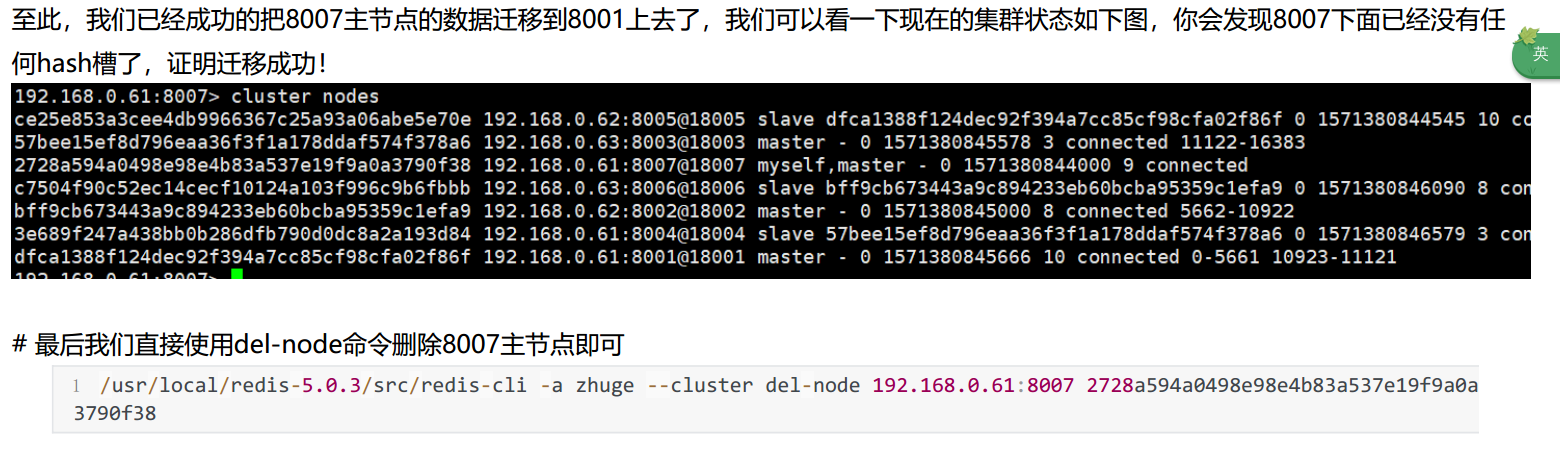 至此，我们已经成功的把8007主节点的数据迁移到8001上去了，我们可以看一下现在的集群状态如下图，你会发现8007下面已经没有任
何hash槽了，证明迁移成功！
英
192.168.0.61:8007> cluster nodes
ce25e853a3cee4db9966367c25a93a06abe5e70e 192.168.0.62:8005@18005 slave dfca1388f124dec92f394a7cc85cf98cfa02f86f 0 1571380844545 10 co
57bee15ef8d796eaa36f3f1a178ddaf574f378a6 192.168.0.63:8003@18003 master - 0 1571380845578 3 connected 11122-16383
2728a594a0498e98e4b83a537e19f9a0a3790f38 192.168.0.61:8007@18007 myself,master - 0 1571380844000 9 connected
c7504f90c52ec14cecf10124a103f996c9b6fbbb 192.168.0.63:8006@18006 slave bff9cb673443a9c894233eb60bcba95359c1efa9 0 1571380846090 8 con
bff9cb673443a9c894233eb60bcba95359c1efa9 192.168.0.62:8002@18002 master - 0 1571380845000 8 connected 5662-10922
3e689f247a438bb0b286dfb790d0dc8a2a193d84 192.168.0.61:8004@18004 slave 57bee15ef8d796eaa36f3f1a178ddaf574f378a6 0 1571380846579 3 con
dfca1388f124dec92f394a7cc85cf98cfa02f86f 192.168.0.61:8001@18001 master - 0 1571380845666 10 connected 0-5661 10923-11121
192.168.0.61:8007>
# 最后我们直接使用del-node命令删除8007主节点即可
1 /usr/local/redis-5.0.3/src/redis-cli -a zhuge --cluster del-node 192.168.0.61:8007 2728a594a0498e98e4b83a537e19f9a0a
3790f38